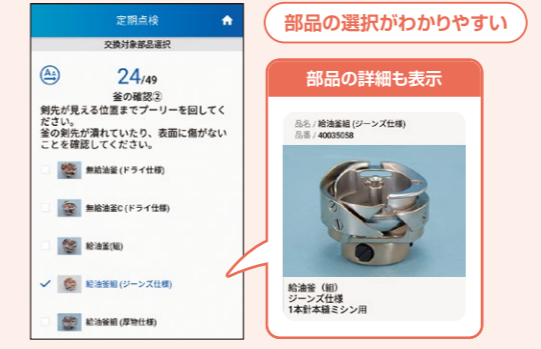 定期点検
交換対象部品選択
24/49
釜の確認②
剣先が見える位置までプーリーを回してく
ださい。
釜の剣先が潰れていたり、表面に傷がない
ことを確認してください。
無給油釜(ドライ仕様)
無給油釜C(ドライ仕様)
給油釜(組)
給油釜組(ジーンズ仕様)
給油釜組(厚物仕様)
部品の選択がわかりやすい
部品の詳細も表示
品名 / 給油釜組(ジーンズ仕様)
品番 / 40035058
給油釜(組)
ジーンズ仕様
1本針本縫ミシン用